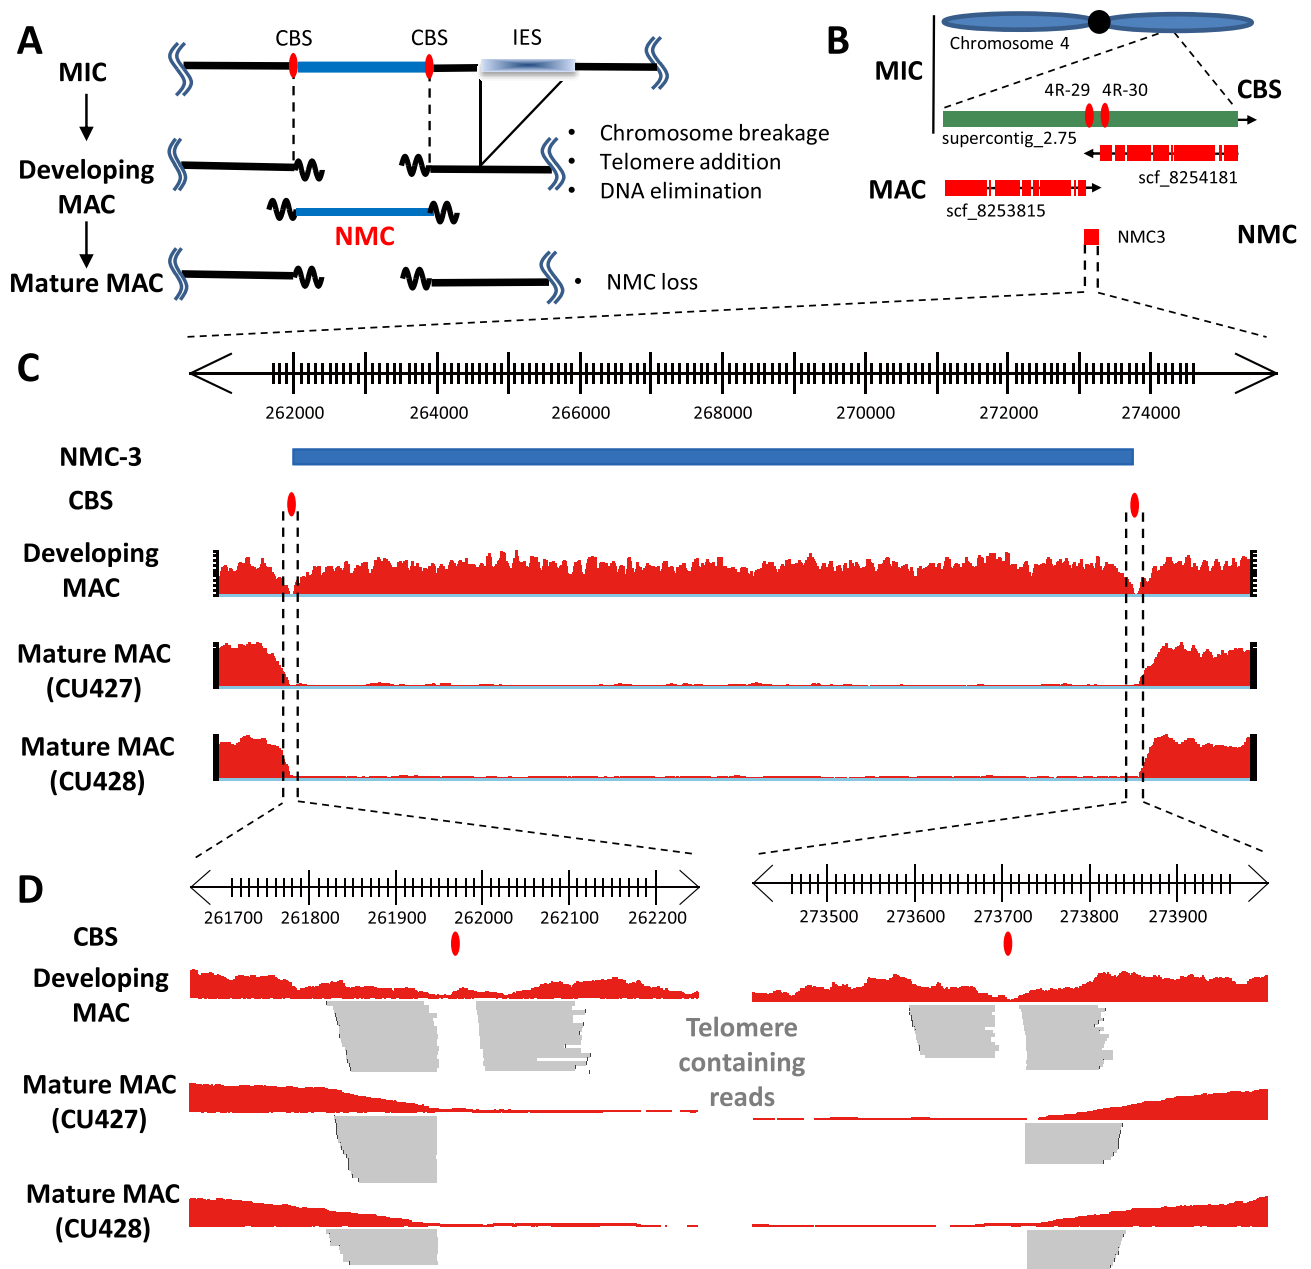 A
CBS
CBS
IES
MIC
Developing
MAC
NMC
Mature MAC
• Chromosome breakage
• Telomere addition
• DNA elimination
• NMC loss
B
MIC
Chromosome 4
4R-29
4R-30
CBS
supercontig_2.75
scf_8254181
MAC
scf_8253815
NMC3
NMC
C
262000
264000
266000
268000
270000
272000
274000
NMC-3
CBS
Developing
MAC
Mature MAC
(CU427)
Mature MAC
(CU428)
D
261700
261800
261900
262000
262100
262200
273500
273600
273700
273800
273900
CBS
Developing
MAC
Telomere
containing
reads
Mature MAC
(CU427)
Mature MAC
(CU428)